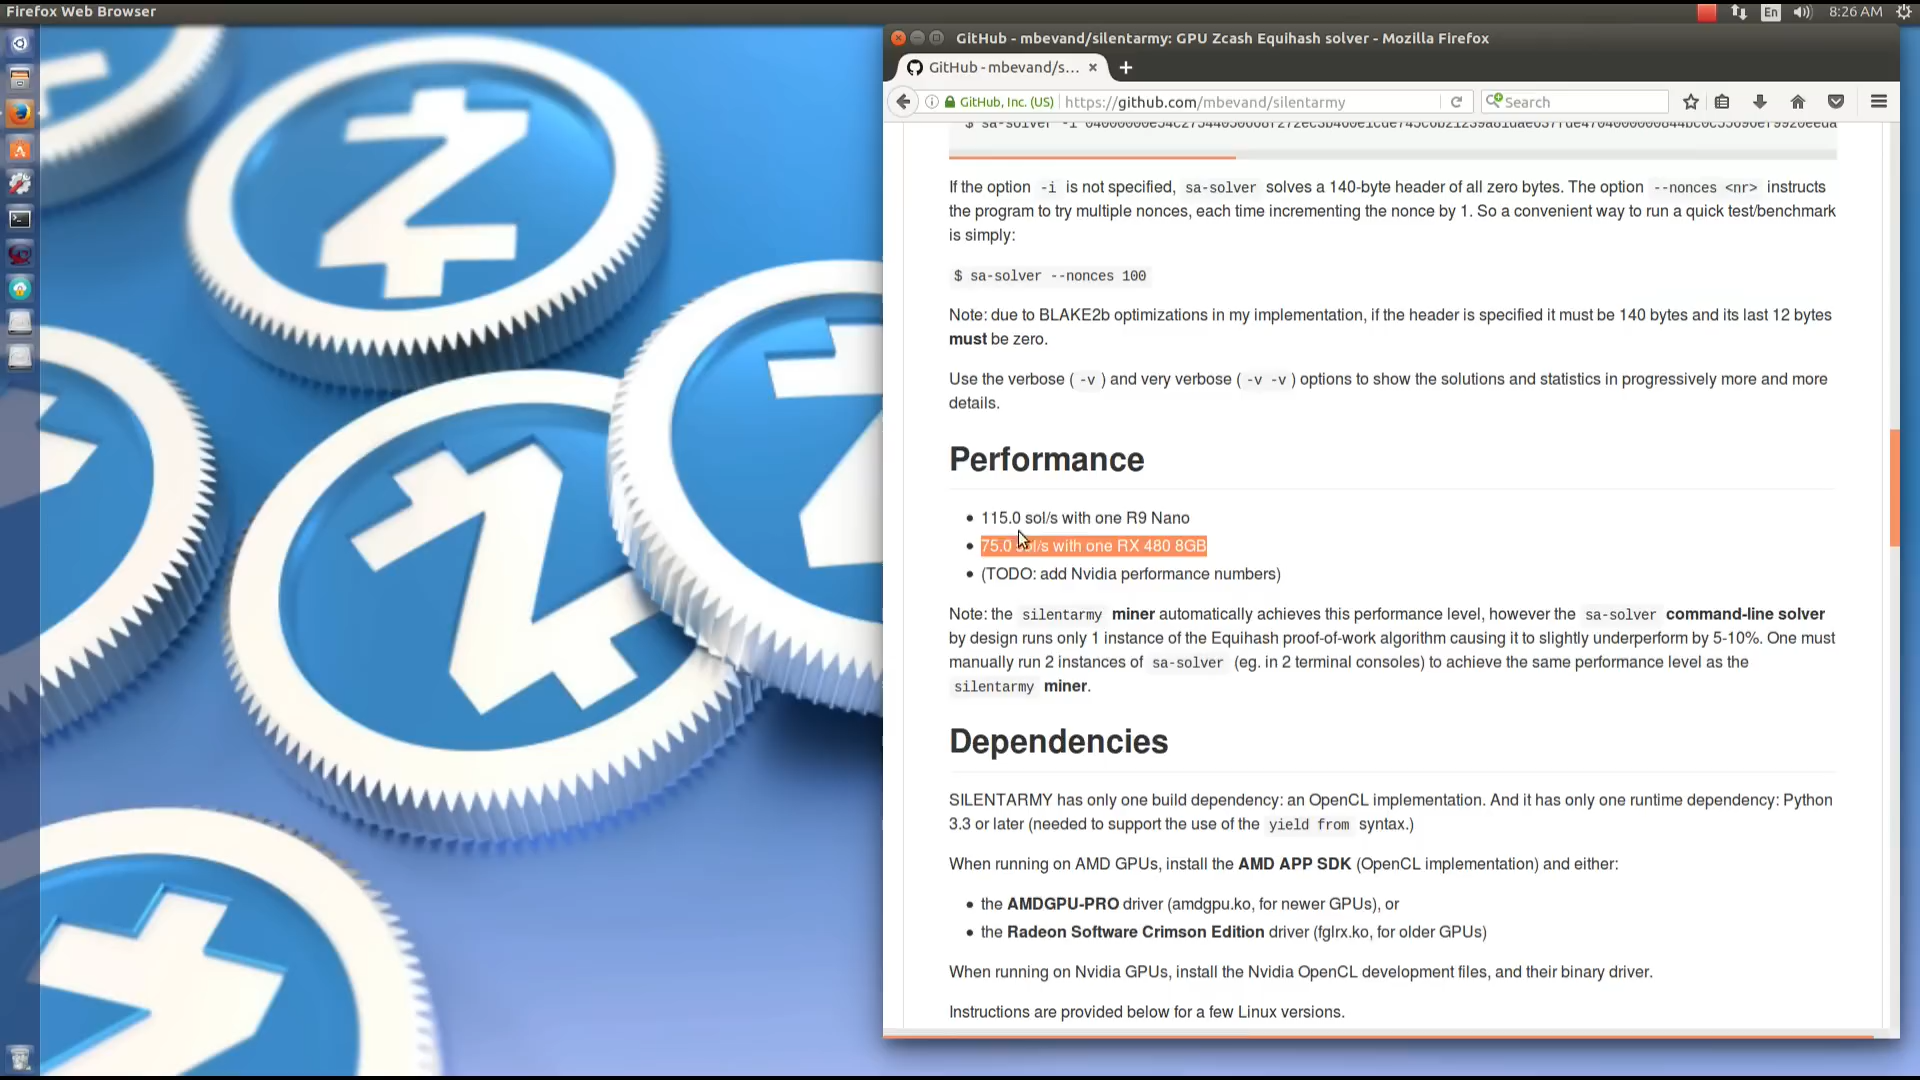 Firefox Web Browser
En
8:26 AM
GitHub - mbevand/silentarmy: GPU Zcash Equihash solver - Mozilla Firefox
GitHub - mbevand/s... × +
GitHub, Inc. (US) https://github.com/mbevand/silentarmy
Search
$ sa-solver -i
If the option -i is not specified, sa-solver solves a 140-byte header of all zero bytes. The option --nonces <nr> instructs
the program to try multiple nonces, each time incrementing the nonce by 1. So a convenient way to run a quick test/benchmark
is simply:
$ sa-solver --nonces 100
Note: due to BLAKE2b optimizations in my implementation, if the header is specified it must be 140 bytes and its last 12 bytes
must be zero.
Use the verbose ( -v ) and very verbose ( -v -v ) options to show the solutions and statistics in progressively more and more
details.
Performance
• 115.0 sol/s with one R9 Nano
• 75.0 sol/s with one RX 480 8GB
• (TODO: add Nvidia performance numbers)
Note: the silentarmy miner automatically achieves this performance level, however the sa-solver command-line solver
by design runs only 1 instance of the Equihash proof-of-work algorithm causing it to slightly underperform by 5-10%. One must
manually run 2 instances of sa-solver (eg. in 2 terminal consoles) to achieve the same performance level as the
silentarmy miner.
Dependencies
SILENTARMY has only one build dependency: an OpenCL implementation. And it has only one runtime dependency: Python
3.3 or later (needed to support the use of the yield from syntax.)
When running on AMD GPUs, install the AMD APP SDK (OpenCL implementation) and either:
• the AMDGPU-PRO driver (amdgpu.ko, for newer GPUs), or
• the Radeon Software Crimson Edition driver (fglrx.ko, for older GPUs)
When running on Nvidia GPUs, install the Nvidia OpenCL development files, and their binary driver.
Instructions are provided below for a few Linux versions.